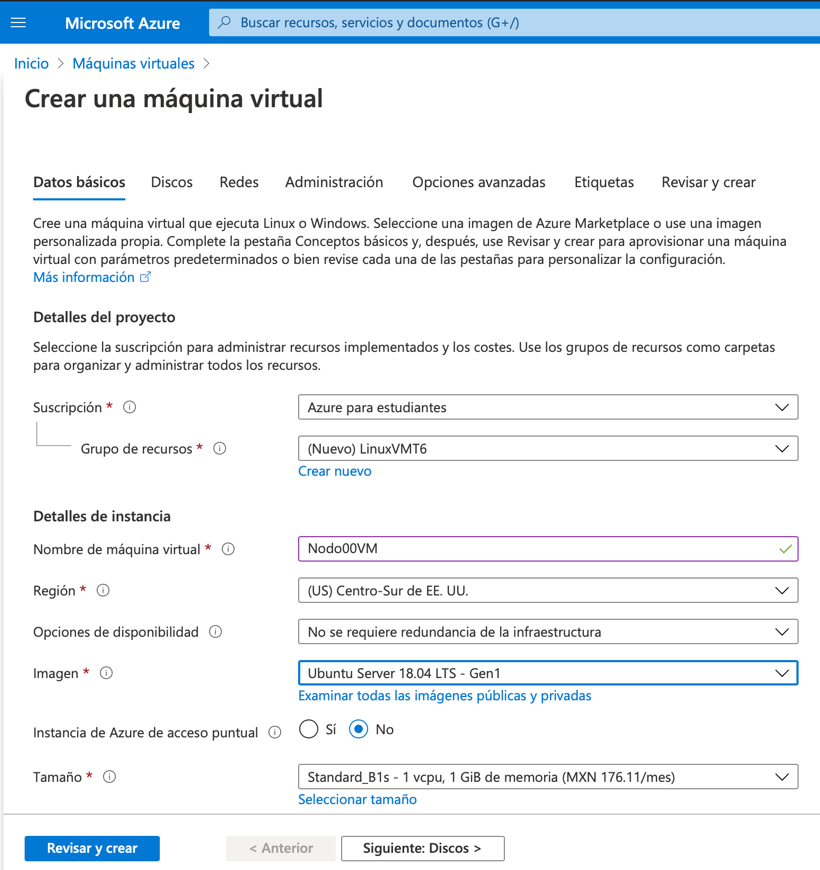 Microsoft Azure
Buscar recursos, servicios y documentos (G+/)
Inicio > Máquinas virtuales >
Crear una máquina virtual
Datos básicos Discos Redes Administración Opciones avanzadas Etiquetas Revisar y crear
Cree una máquina virtual que ejecuta Linux o Windows. Seleccione una imagen de Azure Marketplace o use una imagen
personalizada propia. Complete la pestaña Conceptos básicos y, después, use Revisar y crear para aprovisionar una máquina
virtual con parámetros predeterminados o bien revise cada una de las pestañas para personalizar la configuración.
Más información
Detalles del proyecto
Seleccione la suscripción para administrar recursos implementados y los costes. Use los grupos de recursos como carpetas
para organizar y administrar todos los recursos.
Suscripción * Azure para estudiantes
Grupo de recursos * (Nuevo) LinuxVMT6
Crear nuevo
Detalles de instancia
Nombre de máquina virtual * Nodo00VM
Región * (US) Centro-Sur de EE. UU.
Opciones de disponibilidad No se requiere redundancia de la infraestructura
Imagen * Ubuntu Server 18.04 LTS - Gen1
Examinar todas las imágenes públicas y privadas
Instancia de Azure de acceso puntual Sí No
Tamaño * Standard_B1s - 1 vcpu, 1 GiB de memoria (MXN 176.11/mes)
Seleccionar tamaño
Revisar y crear < Anterior Siguiente: Discos >